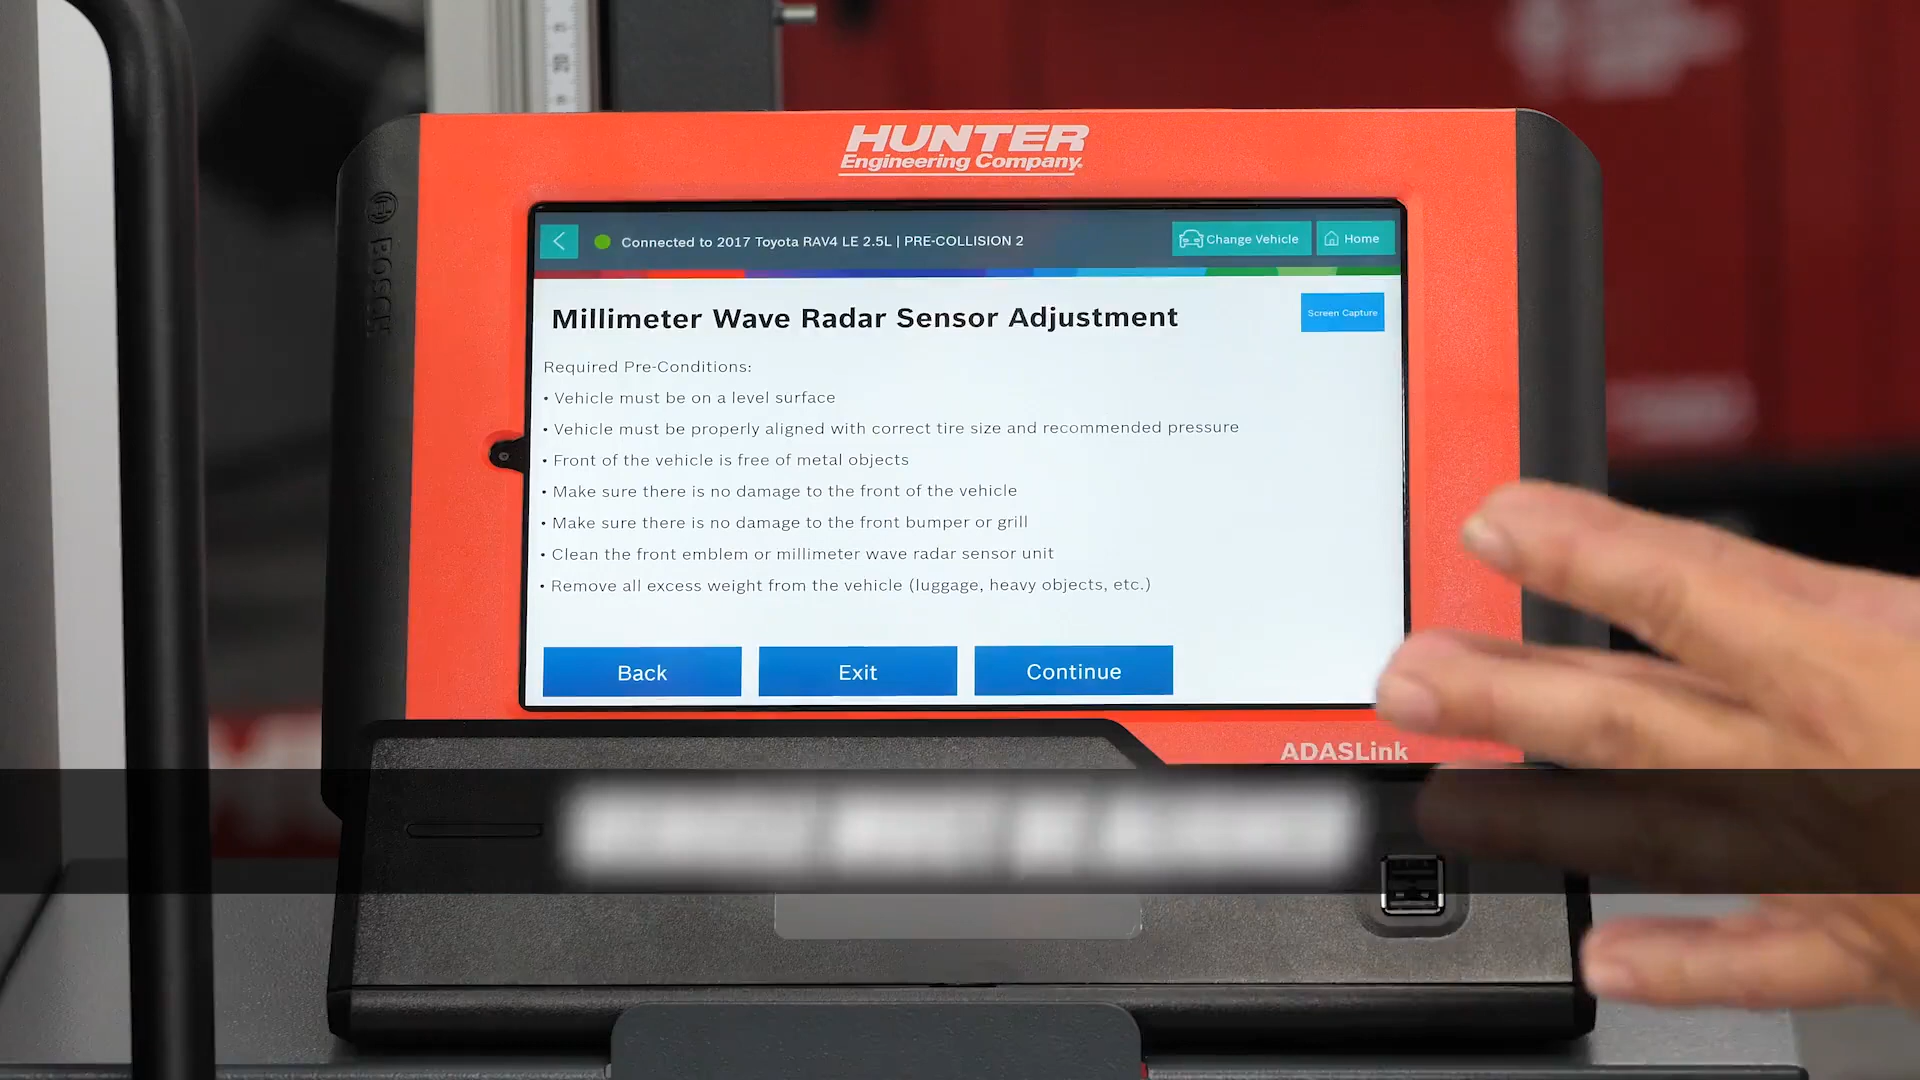 HUNTER
Engineering Company.
BOSCH
Connected to 2017 Toyota RAV4 LE 2.5L | PRE-COLLISION 2
Change Vehicle
Home
Millimeter Wave Radar Sensor Adjustment
Screen Capture
Required Pre-Conditions:
• Vehicle must be on a level surface
• Vehicle must be properly aligned with correct tire size and recommended pressure
• Front of the vehicle is free of metal objects
• Make sure there is no damage to the front of the vehicle
• Make sure there is no damage to the front bumper or grill
• Clean the front emblem or millimeter wave radar sensor unit
• Remove all excess weight from the vehicle (luggage, heavy objects, etc.)
Back
Exit
Continue
ADASLink